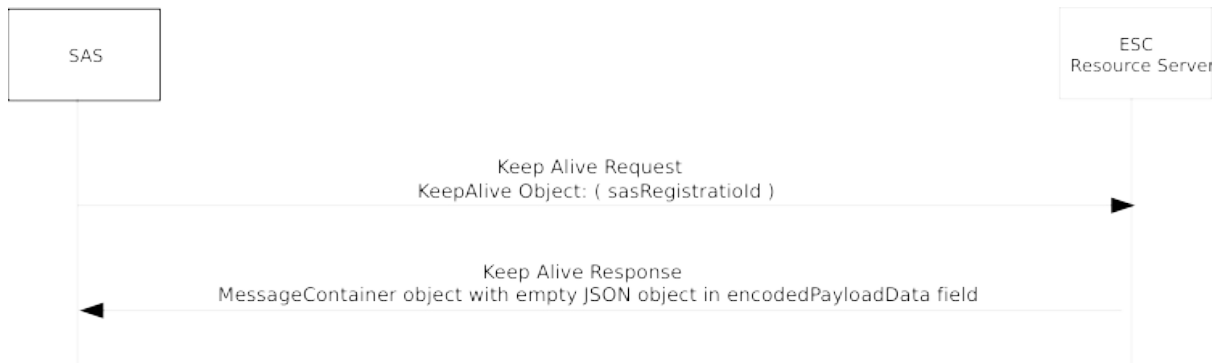 SAS
ESC
Resource Server
Keep Alive Request
KeepAlive Object: ( sasRegistratioId )
Keep Alive Response
MessageContainer object with empty JSON object in encodedPayloadData field